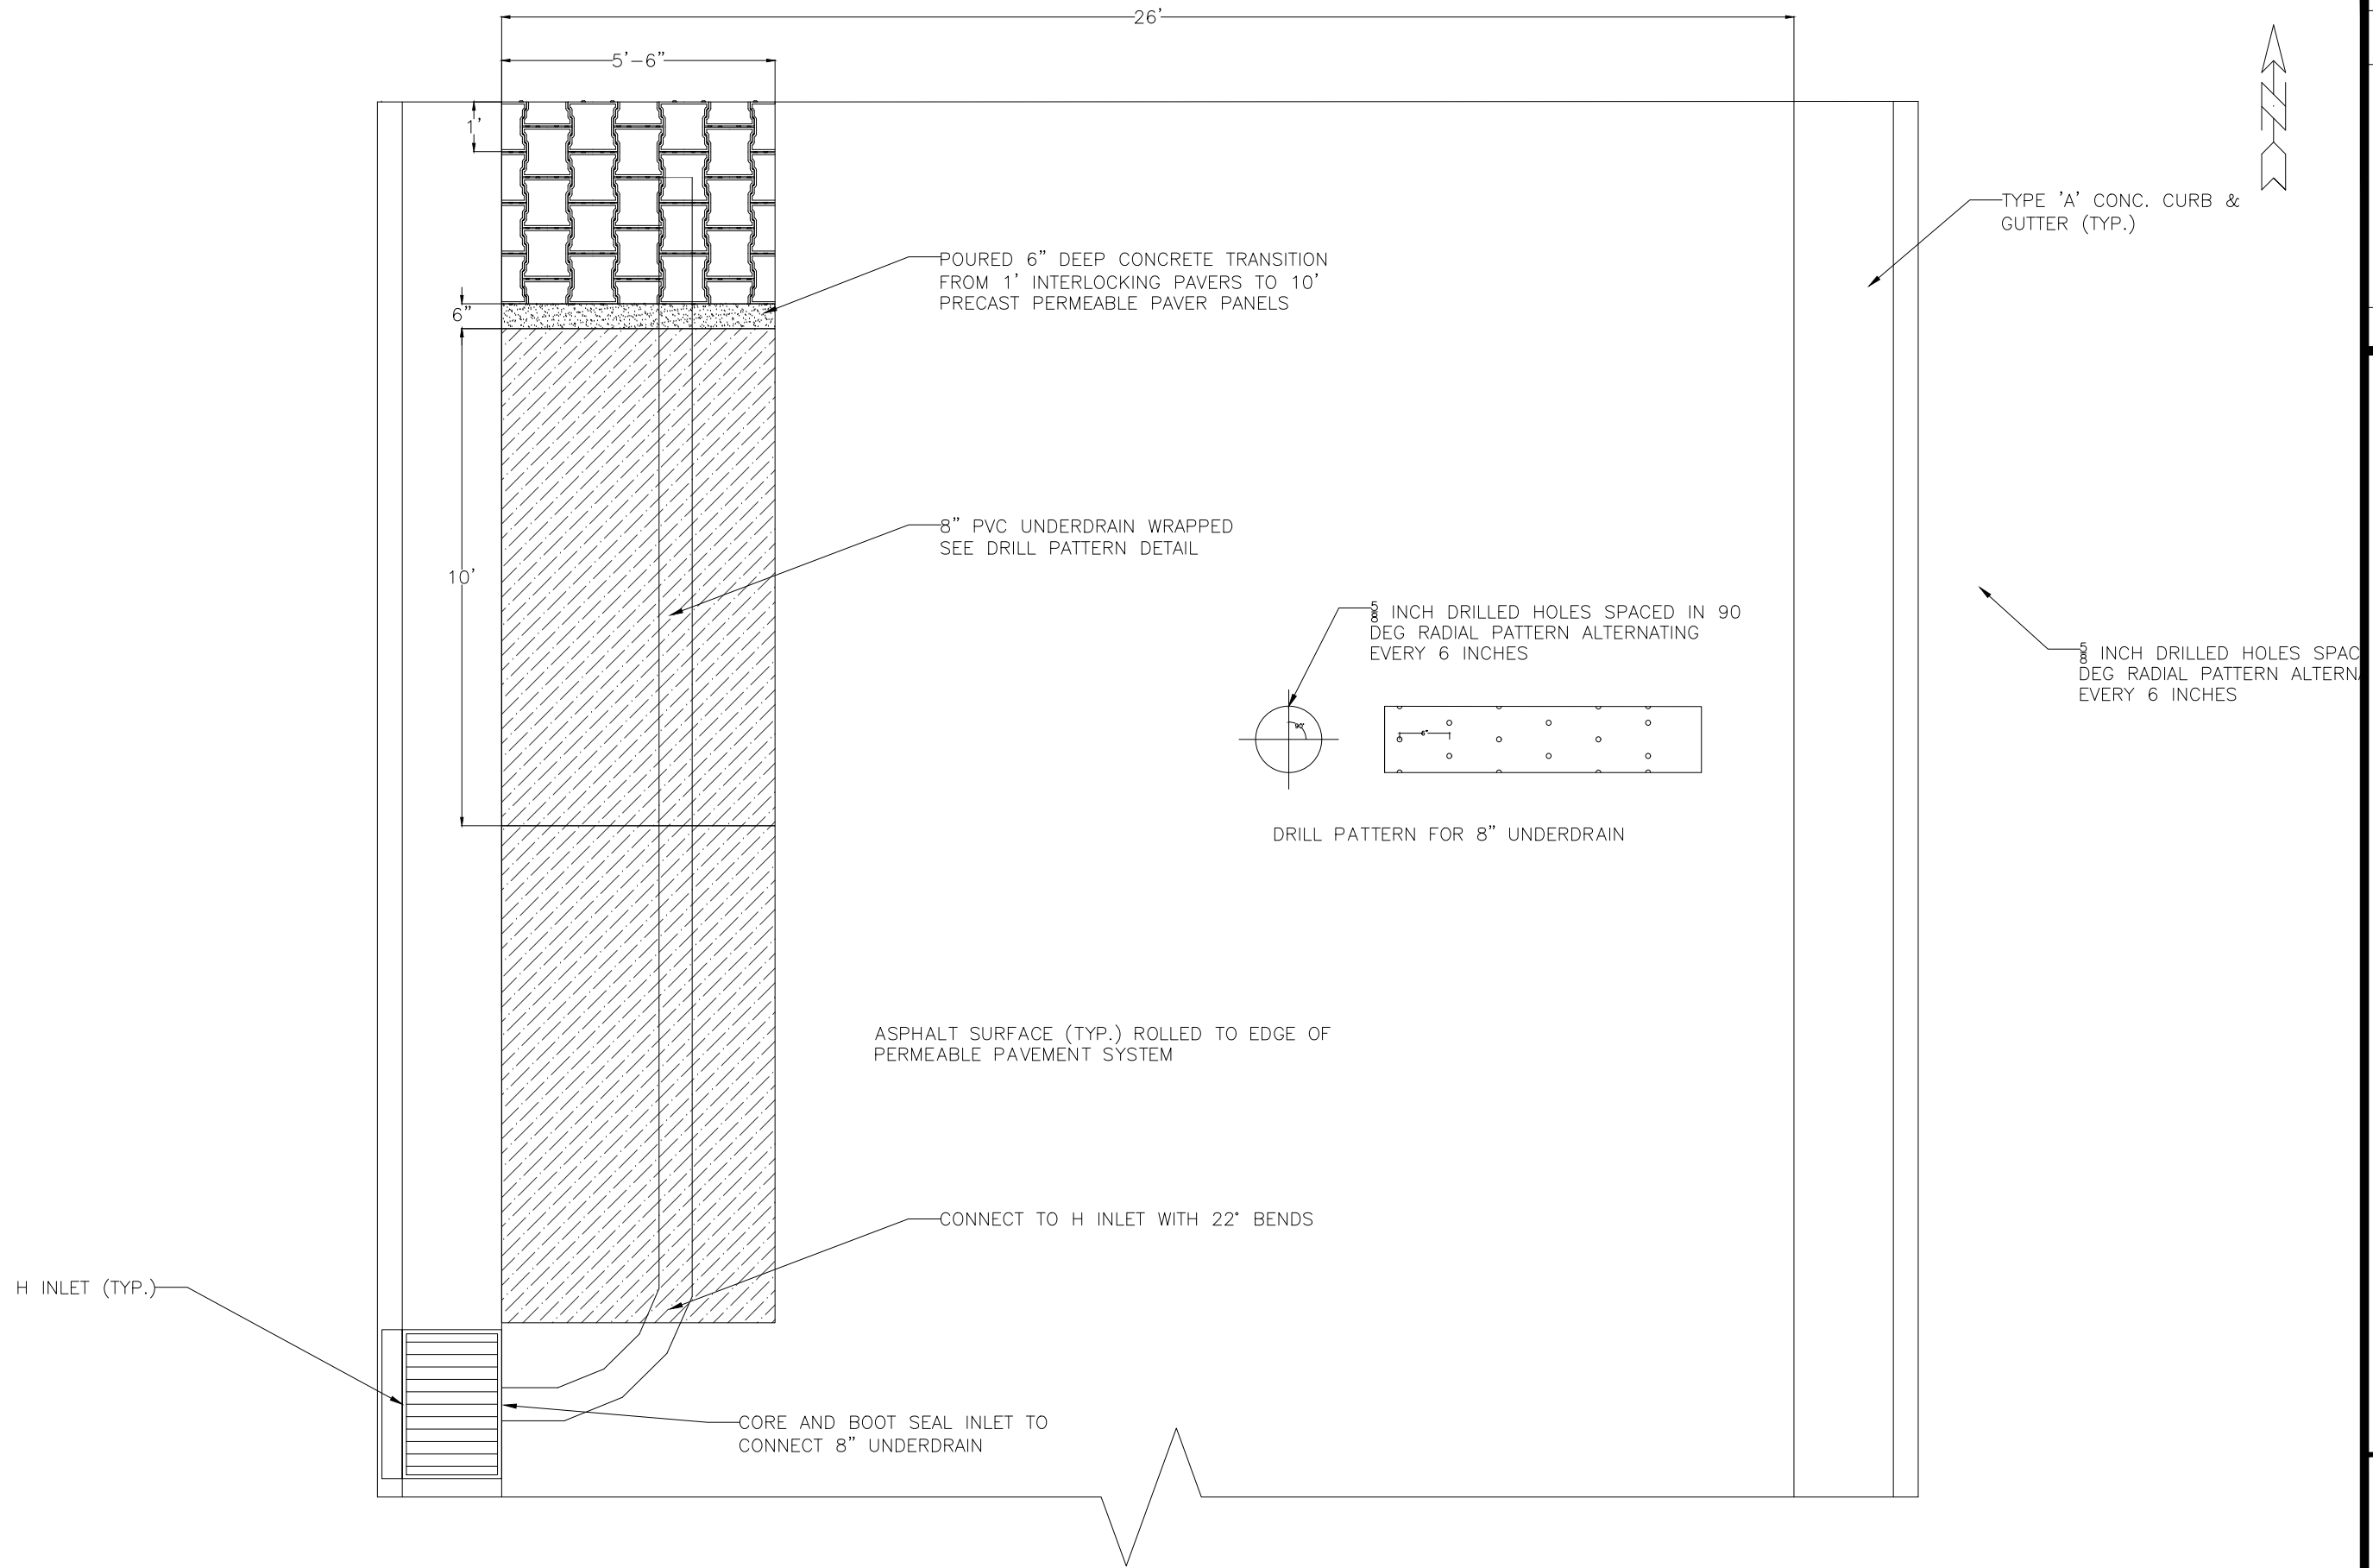 26'
5'-6"
1'
TYPE 'A' CONC. CURB &
GUTTER (TYP.)
POURED 6" DEEP CONCRETE TRANSITION
FROM 1' INTERLOCKING PAVERS TO 10'
PRECAST PERMEABLE PAVER PANELS
6"
8" PVC UNDERDRAIN WRAPPED
SEE DRILL PATTERN DETAIL
10'
5/8 INCH DRILLED HOLES SPACED IN 90
DEG RADIAL PATTERN ALTERNATING
EVERY 6 INCHES
5/8 INCH DRILLED HOLES SPAC
DEG RADIAL PATTERN ALTERN
EVERY 6 INCHES
90°
6"
DRILL PATTERN FOR 8" UNDERDRAIN
ASPHALT SURFACE (TYP.) ROLLED TO EDGE OF
PERMEABLE PAVEMENT SYSTEM
CONNECT TO H INLET WITH 22° BENDS
H INLET (TYP.)
CORE AND BOOT SEAL INLET TO
CONNECT 8" UNDERDRAIN